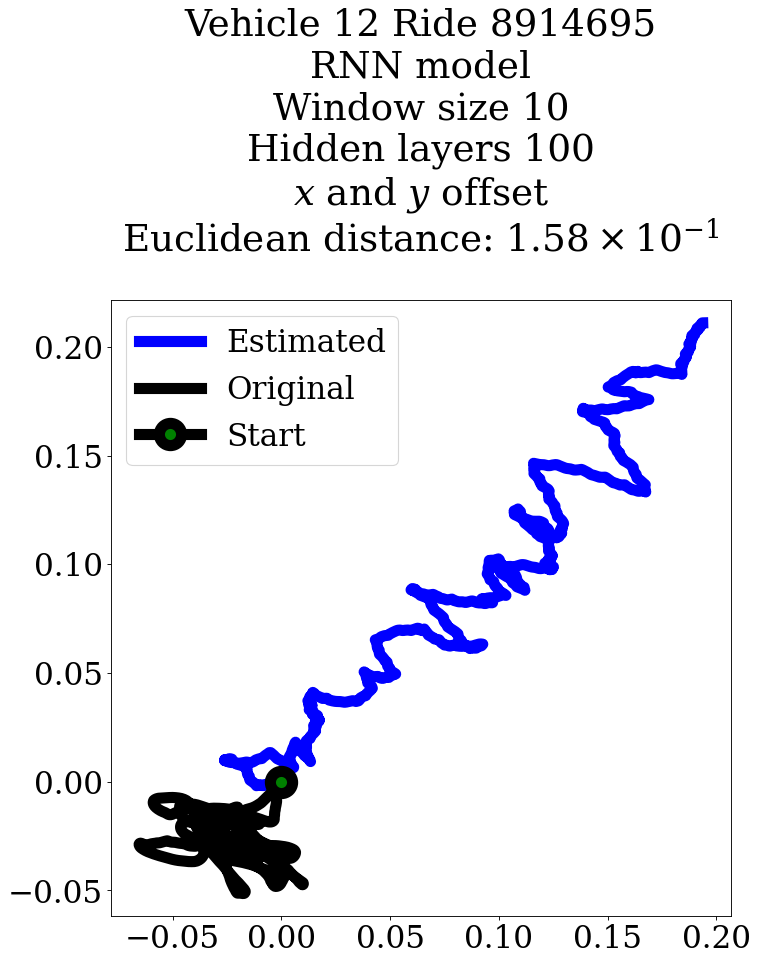 Vehicle 12 Ride 8914695
RNN model
Window size 10
Hidden layers 100
x and y offset
Euclidean distance: 1.58 × 10⁻¹
Estimated
Original
Start
0.20
0.15
0.10
0.05
0.00
−0.05
−0.05 0.00 0.05 0.10 0.15 0.20